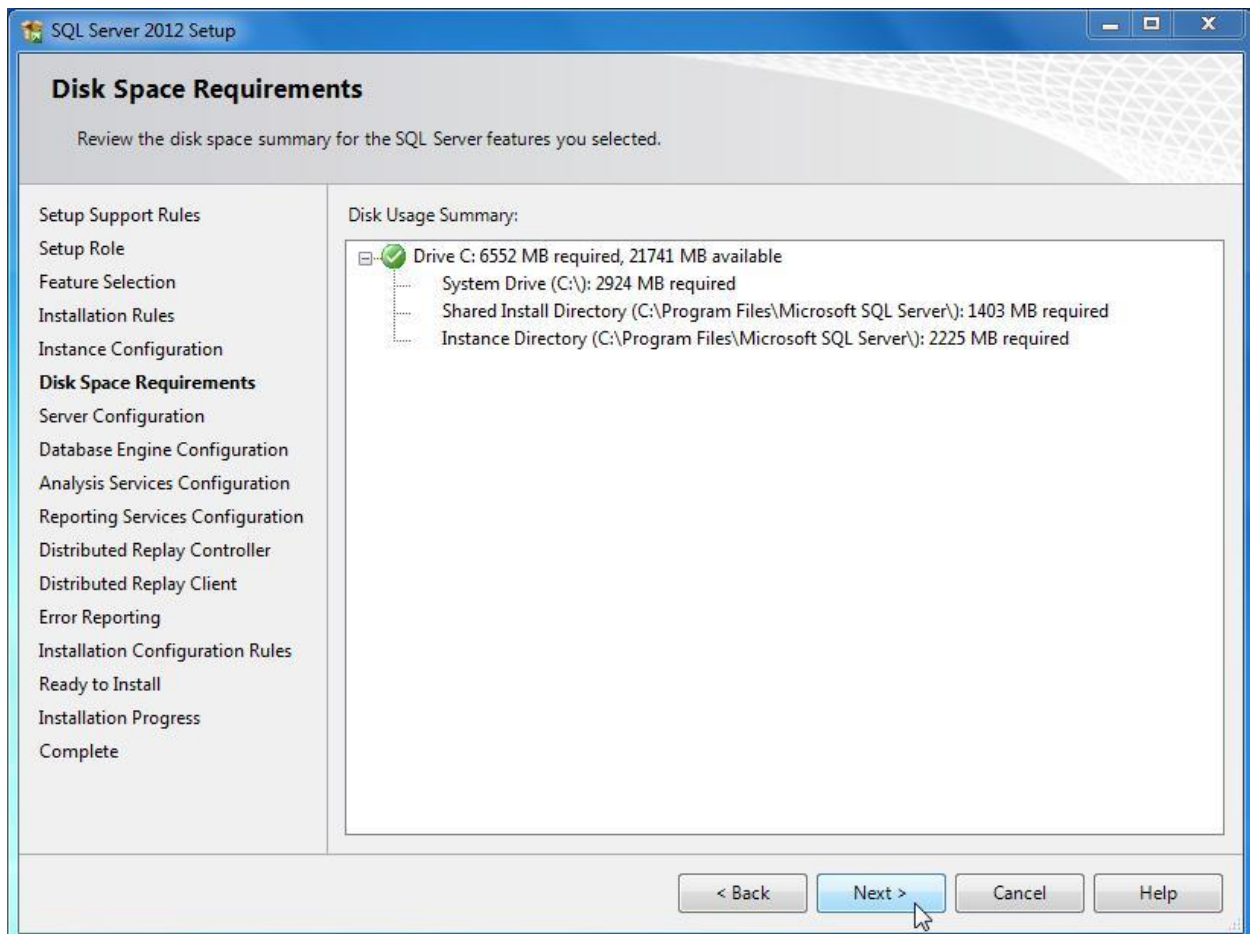 SQL Server 2012 Setup
Disk Space Requirements
Review the disk space summary for the SQL Server features you selected.
Setup Support Rules
Setup Role
Feature Selection
Installation Rules
Instance Configuration
Disk Space Requirements
Server Configuration
Database Engine Configuration
Analysis Services Configuration
Reporting Services Configuration
Distributed Replay Controller
Distributed Replay Client
Error Reporting
Installation Configuration Rules
Ready to Install
Installation Progress
Complete
Disk Usage Summary:
Drive C: 6552 MB required, 21741 MB available
System Drive (C:\): 2924 MB required
Shared Install Directory (C:\Program Files\Microsoft SQL Server\): 1403 MB required
Instance Directory (C:\Program Files\Microsoft SQL Server\): 2225 MB required
< Back
Next >
Cancel
Help